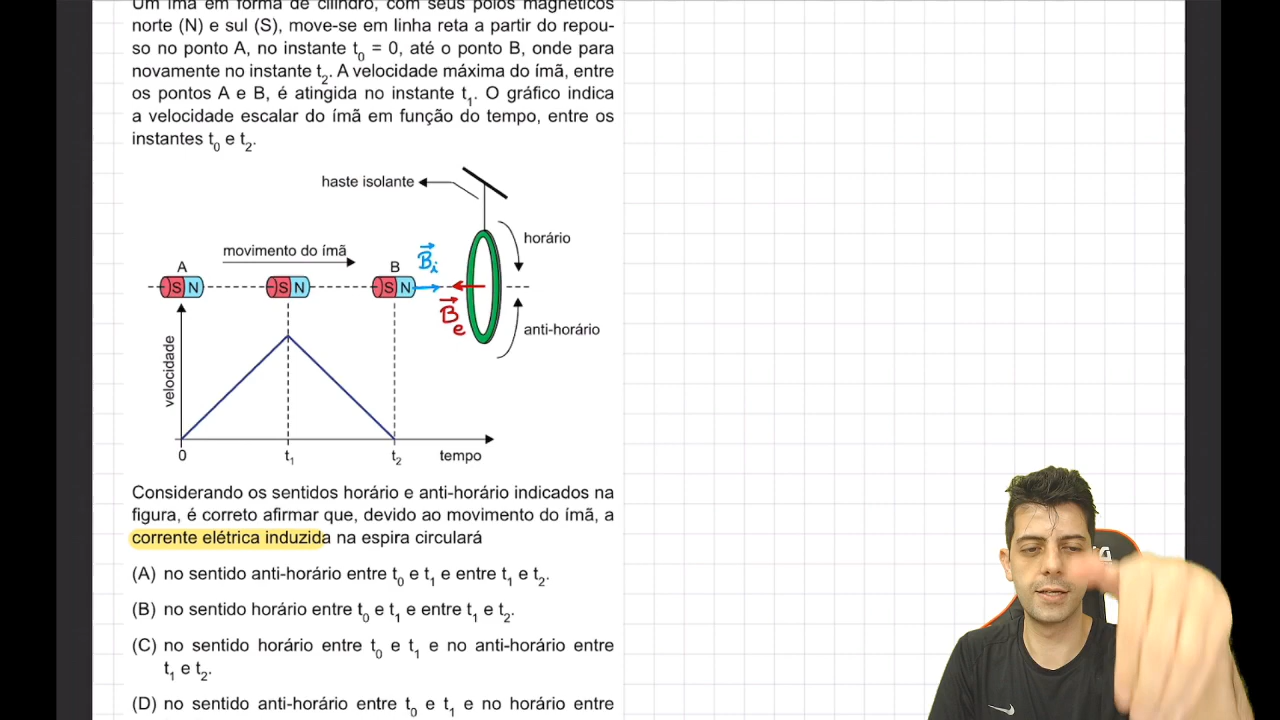 Um ímã em forma de cilindro, com seus polos magnéticos
norte (N) e sul (S), move-se em linha reta a partir do repou-
so no ponto A, no instante t0 = 0, até o ponto B, onde para
novamente no instante t2. A velocidade máxima do ímã, entre
os pontos A e B, é atingida no instante t1. O gráfico indica
a velocidade escalar do ímã em função do tempo, entre os
instantes t0 e t2.
haste isolante
horário
movimento do ímã
A
B
Bi
S N
S N
S N
Be
anti-horário
velocidade
0
t1
t2
tempo
Considerando os sentidos horário e anti-horário indicados na
figura, é correto afirmar que, devido ao movimento do ímã, a
corrente elétrica induzida na espira circulará
(A) no sentido anti-horário entre t0 e t1 e entre t1 e t2.
(B) no sentido horário entre t0 e t1 e entre t1 e t2.
(C) no sentido horário entre t0 e t1 e no anti-horário entre
t1 e t2.
(D) no sentido anti-horário entre t0 e t1 e no horário entre